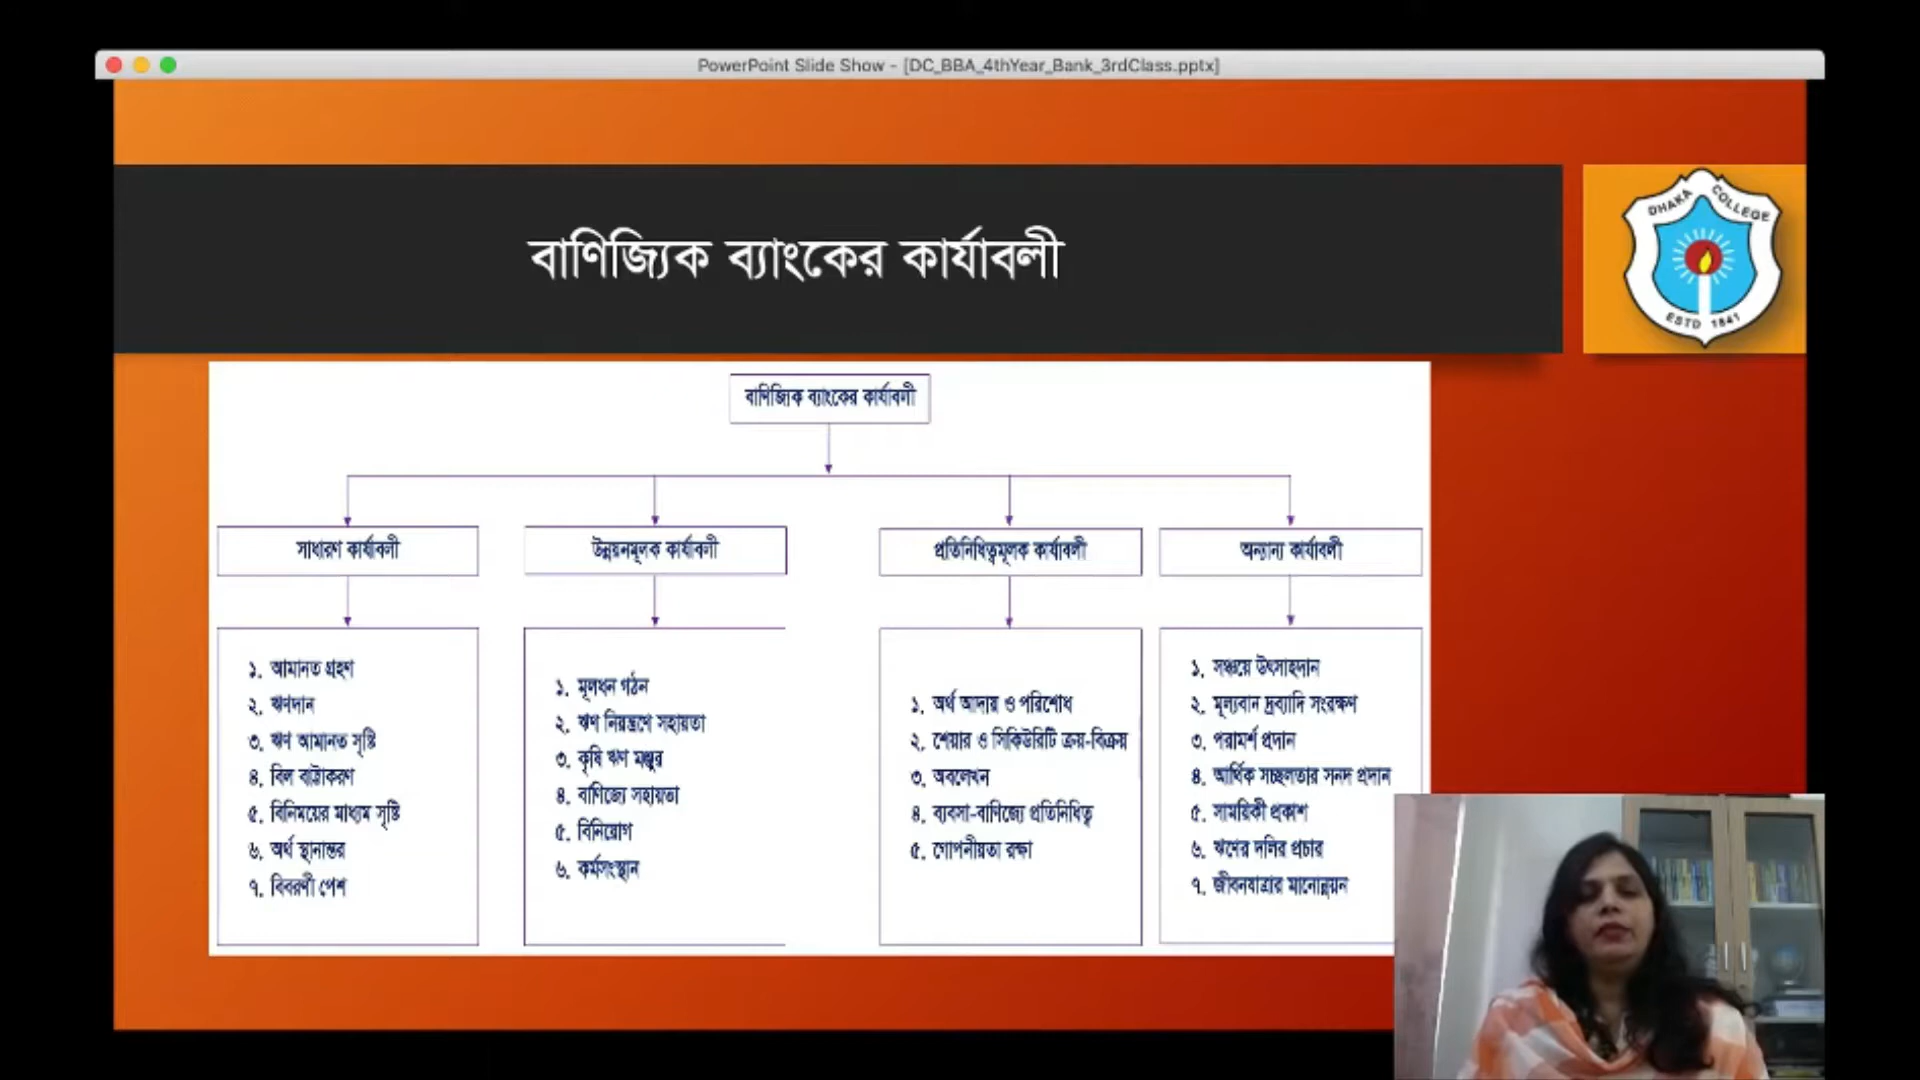 PowerPoint Slide Show - [DC_BBA_4thYear_Bank_3rdClass.pptx]
বাণিজ্যিক ব্যাংকের কার্যাবলী
DHAKA COLLEGE
ESTD 1841
বাণিজ্যিক ব্যাংকের কার্যাবলী
সাধারণ কার্যাবলী
১. আমানত গ্রহণ
২. ঋণদান
৩. ঋণ আমানত সৃষ্টি
৪. বিল বাট্টাকরণ
৫. বিনিময়ের মাধ্যম সৃষ্টি
৬. অর্থ স্থানান্তর
৭. বিবরণী পেশ
উন্নয়নমূলক কার্যাবলী
১. মূলধন গঠন
২. ঋণ নিয়ন্ত্রণে সহায়তা
৩. কৃষি ঋণ মঞ্জুর
৪. বাণিজ্যে সহায়তা
৫. বিনিয়োগ
৬. কর্মসংস্থান
প্রতিনিধিত্বমূলক কার্যাবলী
১. অর্থ আদায় ও পরিশোধ
২. শেয়ার ও সিকিউরিটি ক্রয়-বিক্রয়
৩. অবলেখন
৪. ব্যবসা-বাণিজ্যে প্রতিনিধিত্ব
৫. গোপনীয়তা রক্ষা
অন্যান্য কার্যাবলী
১. সঞ্চয়ে উৎসাহদান
২. মূল্যবান দ্রব্যাদি সংরক্ষণ
৩. পরামর্শ প্রদান
৪. আর্থিক সচ্ছলতার সনদ প্রদান
৫. সাময়িকী প্রকাশ
৬. ঋণের দলির প্রচার
৭. জীবনযাত্রার মানোন্নয়ন